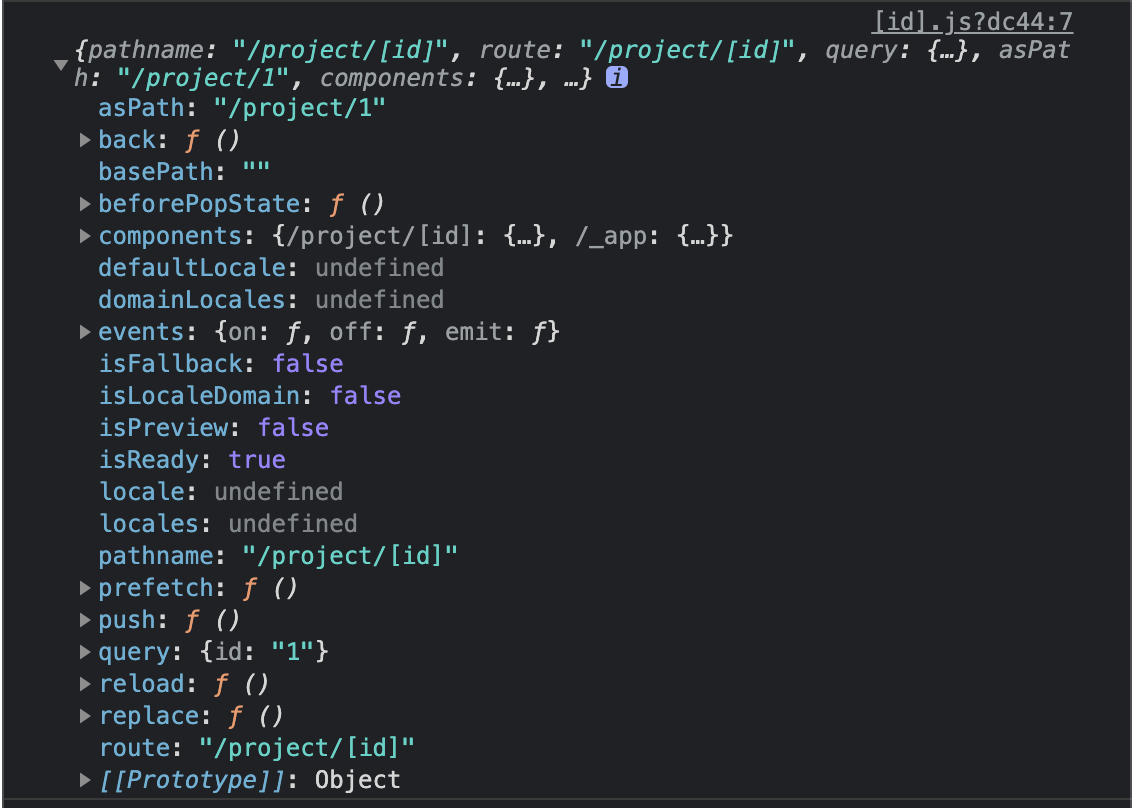 [id].js?dc44:7
{pathname: "/project/[id]", route: "/project/[id]", query: {…}, asPat
h: "/project/1", components: {…}, …} i
asPath: "/project/1"
back: ƒ ()
basePath: ""
beforePopState: ƒ ()
components: {/project/[id]: {…}, /_app: {…}}
defaultLocale: undefined
domainLocales: undefined
events: {on: ƒ, off: ƒ, emit: ƒ}
isFallback: false
isLocaleDomain: false
isPreview: false
isReady: true
locale: undefined
locales: undefined
pathname: "/project/[id]"
prefetch: ƒ ()
push: ƒ ()
query: {id: "1"}
reload: ƒ ()
replace: ƒ ()
route: "/project/[id]"
[[Prototype]]: Object